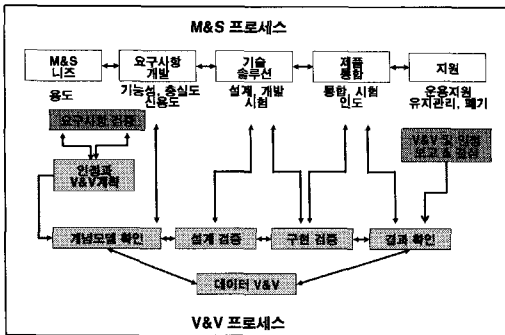 M&S 프로세스
M&S
니즈
요구사항
개발
기술
솔루션
제품
통합
지원
용도
기능성, 충실도
신용도
설계, 개발
시험
통합, 시험
인도
운용지원
유지관리, 폐기
요구사항 검증
V&V 및 인정
보고
인정과
V&V계획
개념모델 확인
설계 검증
구현 검증
결과 확인
데이터 V&V
V&V 프로세스